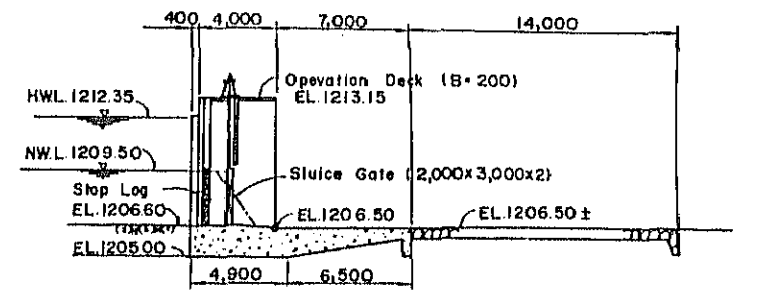 400 4,000 7,000 14,000
Opevation Deck (B=200)
HWL.1212.35
EL.1213.15
NW.L.1209.50
Sluice Gate (2,000x3,000x2)
Stop Log
EL.1206.60
EL.1206.50
EL.1206.50±
EL.1205.00
4,900 6,500